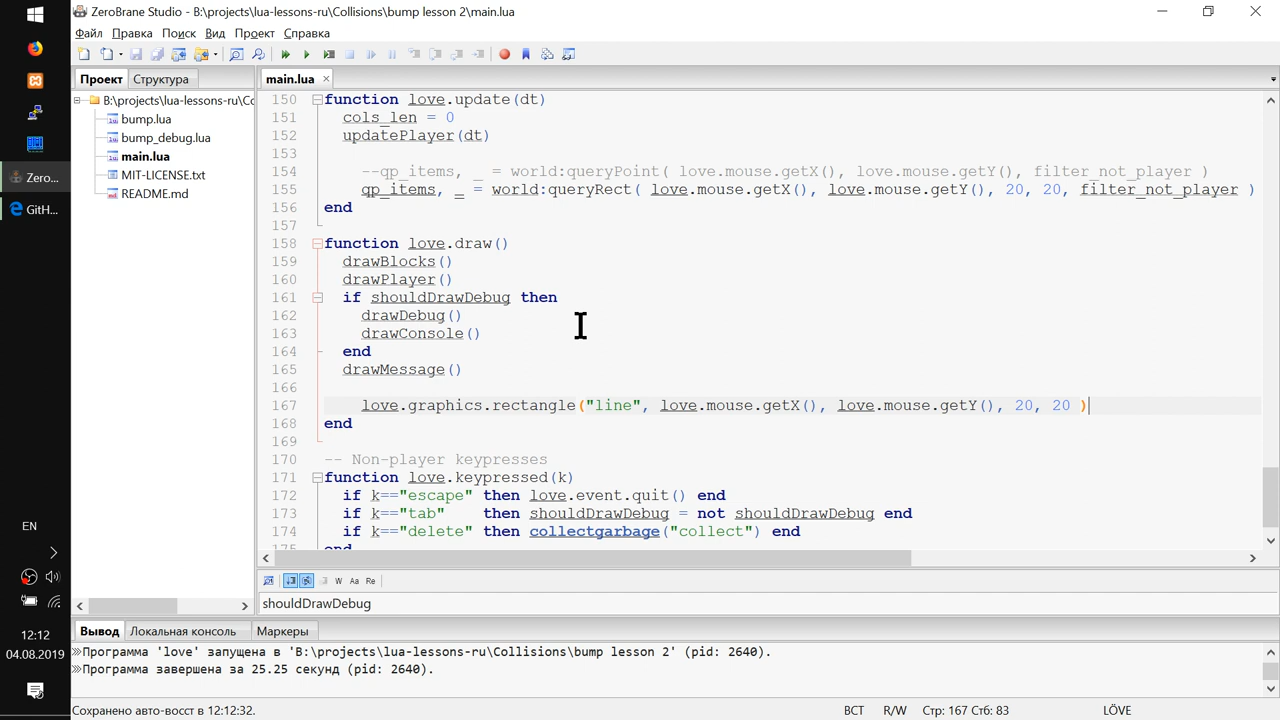 ZeroBrane Studio - B:\projects\lua-lessons-ru\Collisions\bump lesson 2\main.lua
Файл Правка Поиск Вид Проект Справка
Проект Структура
main.lua
B:\projects\lua-lessons-ru\Cc
bump.lua
bump_debug.lua
main.lua
MIT-LICENSE.txt
README.md
150 function love.update(dt)
151 cols_len = 0
152 updatePlayer(dt)
153
154 --qp_items, _ = world:queryPoint( love.mouse.getX(), love.mouse.getY(), filter_not_player )
155 qp_items, _ = world:queryRect( love.mouse.getX(), love.mouse.getY(), 20, 20, filter_not_player )
156 end
157
158 function love.draw()
159 drawBlocks()
160 drawPlayer()
161 if shouldDrawDebug then
162 drawDebug()
163 drawConsole()
164 end
165 drawMessage()
166
167 love.graphics.rectangle("line", love.mouse.getX(), love.mouse.getY(), 20, 20 )
168 end
169
170 -- Non-player keypresses
171 function love.keypressed(k)
172 if k=="escape" then love.event.quit() end
173 if k=="tab" then shouldDrawDebug = not shouldDrawDebug end
174 if k=="delete" then collectgarbage("collect") end
175 end
W Aa Re
shouldDrawDebug
Вывод Локальная консоль Маркеры
Программа 'love' запущена в 'B:\projects\lua-lessons-ru\Collisions\bump lesson 2' (pid: 2640).
Программа завершена за 25.25 секунд (pid: 2640).
Сохранено авто-восст в 12:12:32.
ВСТ R/W Стр: 167 Стб: 83 LÖVE
Zero...
GitH...
EN
12:12
04.08.2019